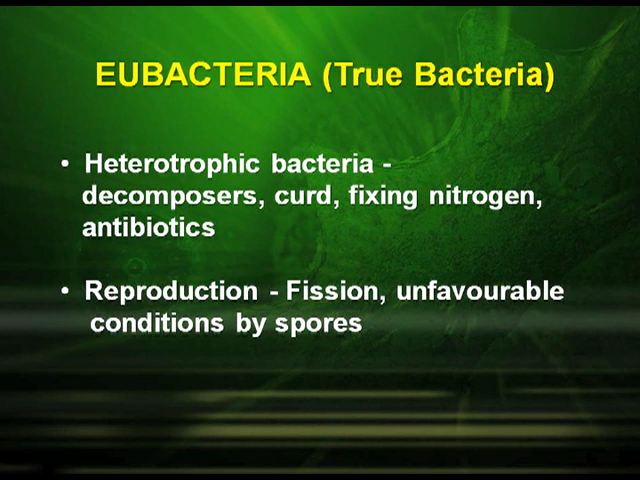 EUBACTERIA (True Bacteria)
• Heterotrophic bacteria -
decomposers, curd, fixing nitrogen,
antibiotics
• Reproduction - Fission, unfavourable
conditions by spores